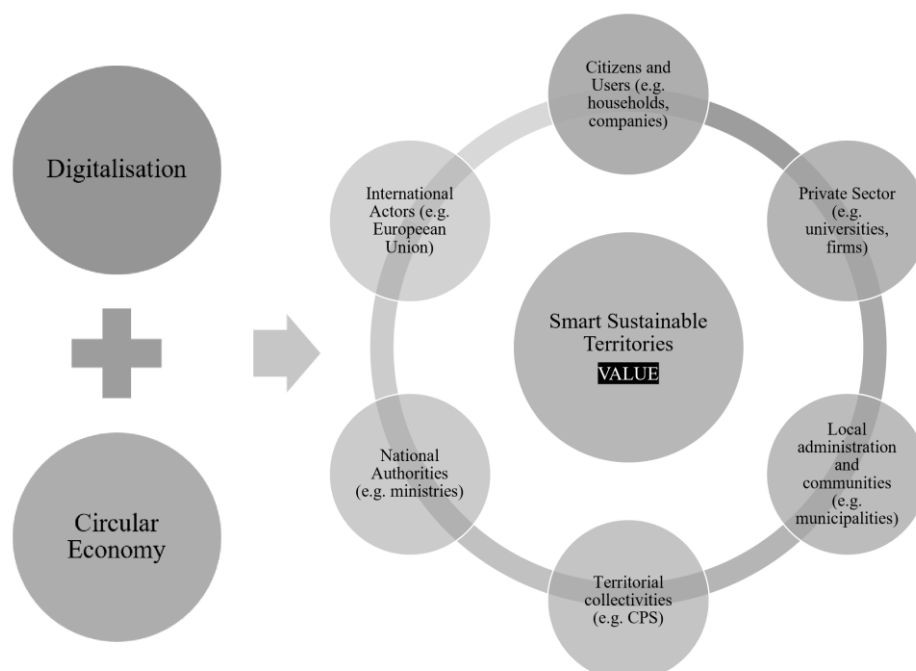 Digitalisation
Circular
Economy
Citizens and
Users (e.g.
households,
companies)
Private Sector
(e.g.
universities,
firms)
Local
administration
and
communities
(e.g.
municipalities)
Territorial
collectivities
(e.g. CPS)
National
Authorities
(e.g. ministries)
International
Actors (e.g.
Europeean
Union)
Smart Sustainable
Territories
VALUE